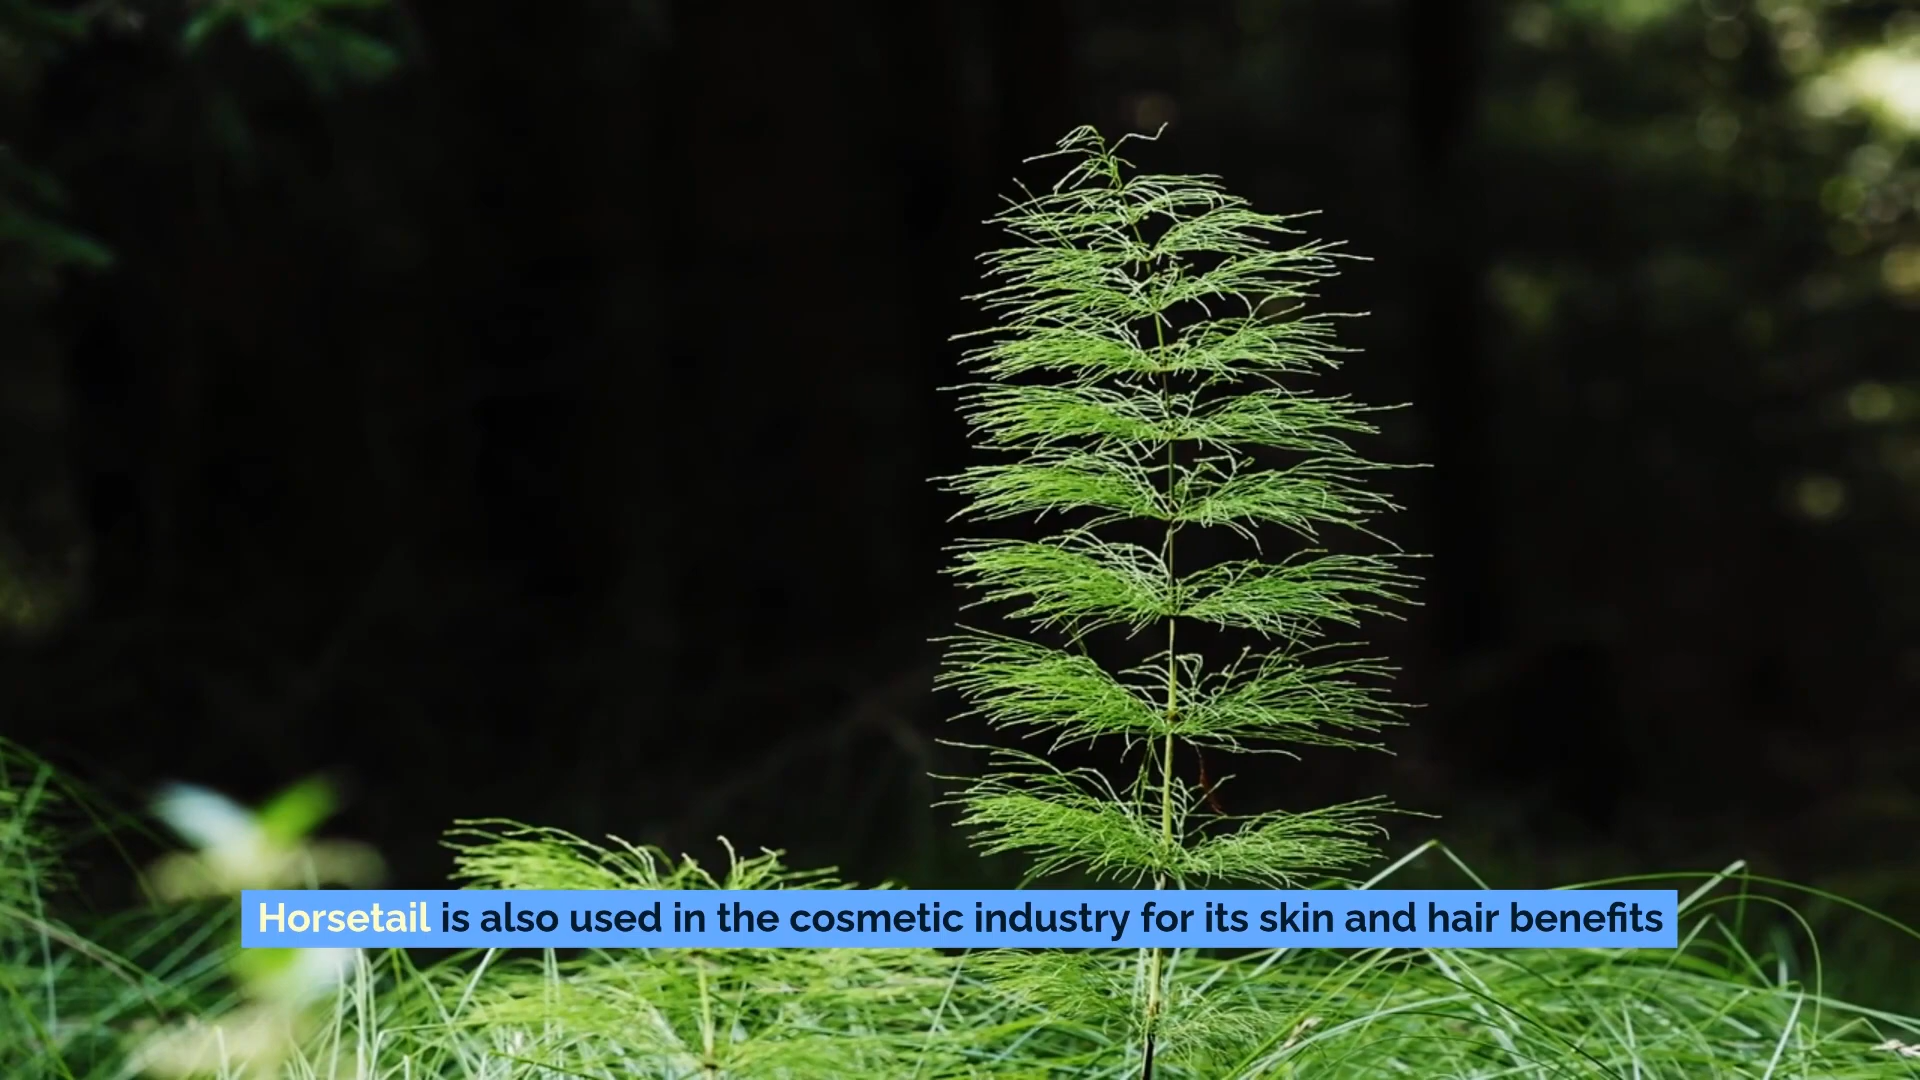 Horsetail is also used in the cosmetic industry for its skin and hair benefits